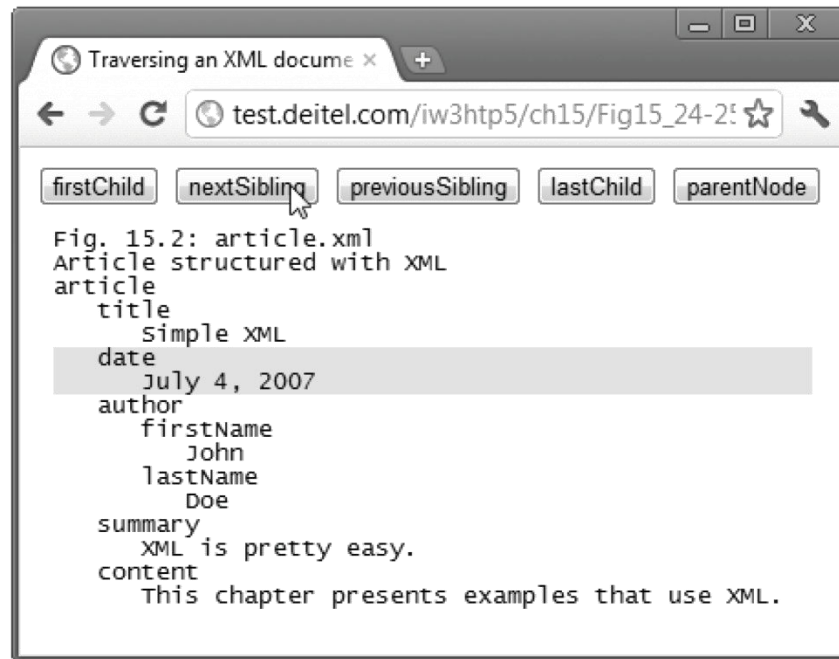 Traversing an XML docume
test.deitel.com/iw3htp5/ch15/Fig15_24-25
firstChild nextSibling previousSibling lastChild parentNode
Fig. 15.2: article.xml
Article structured with XML
article
title
Simple XML
date
July 4, 2007
author
firstName
John
lastName
Doe
summary
XML is pretty easy.
content
This chapter presents examples that use XML.